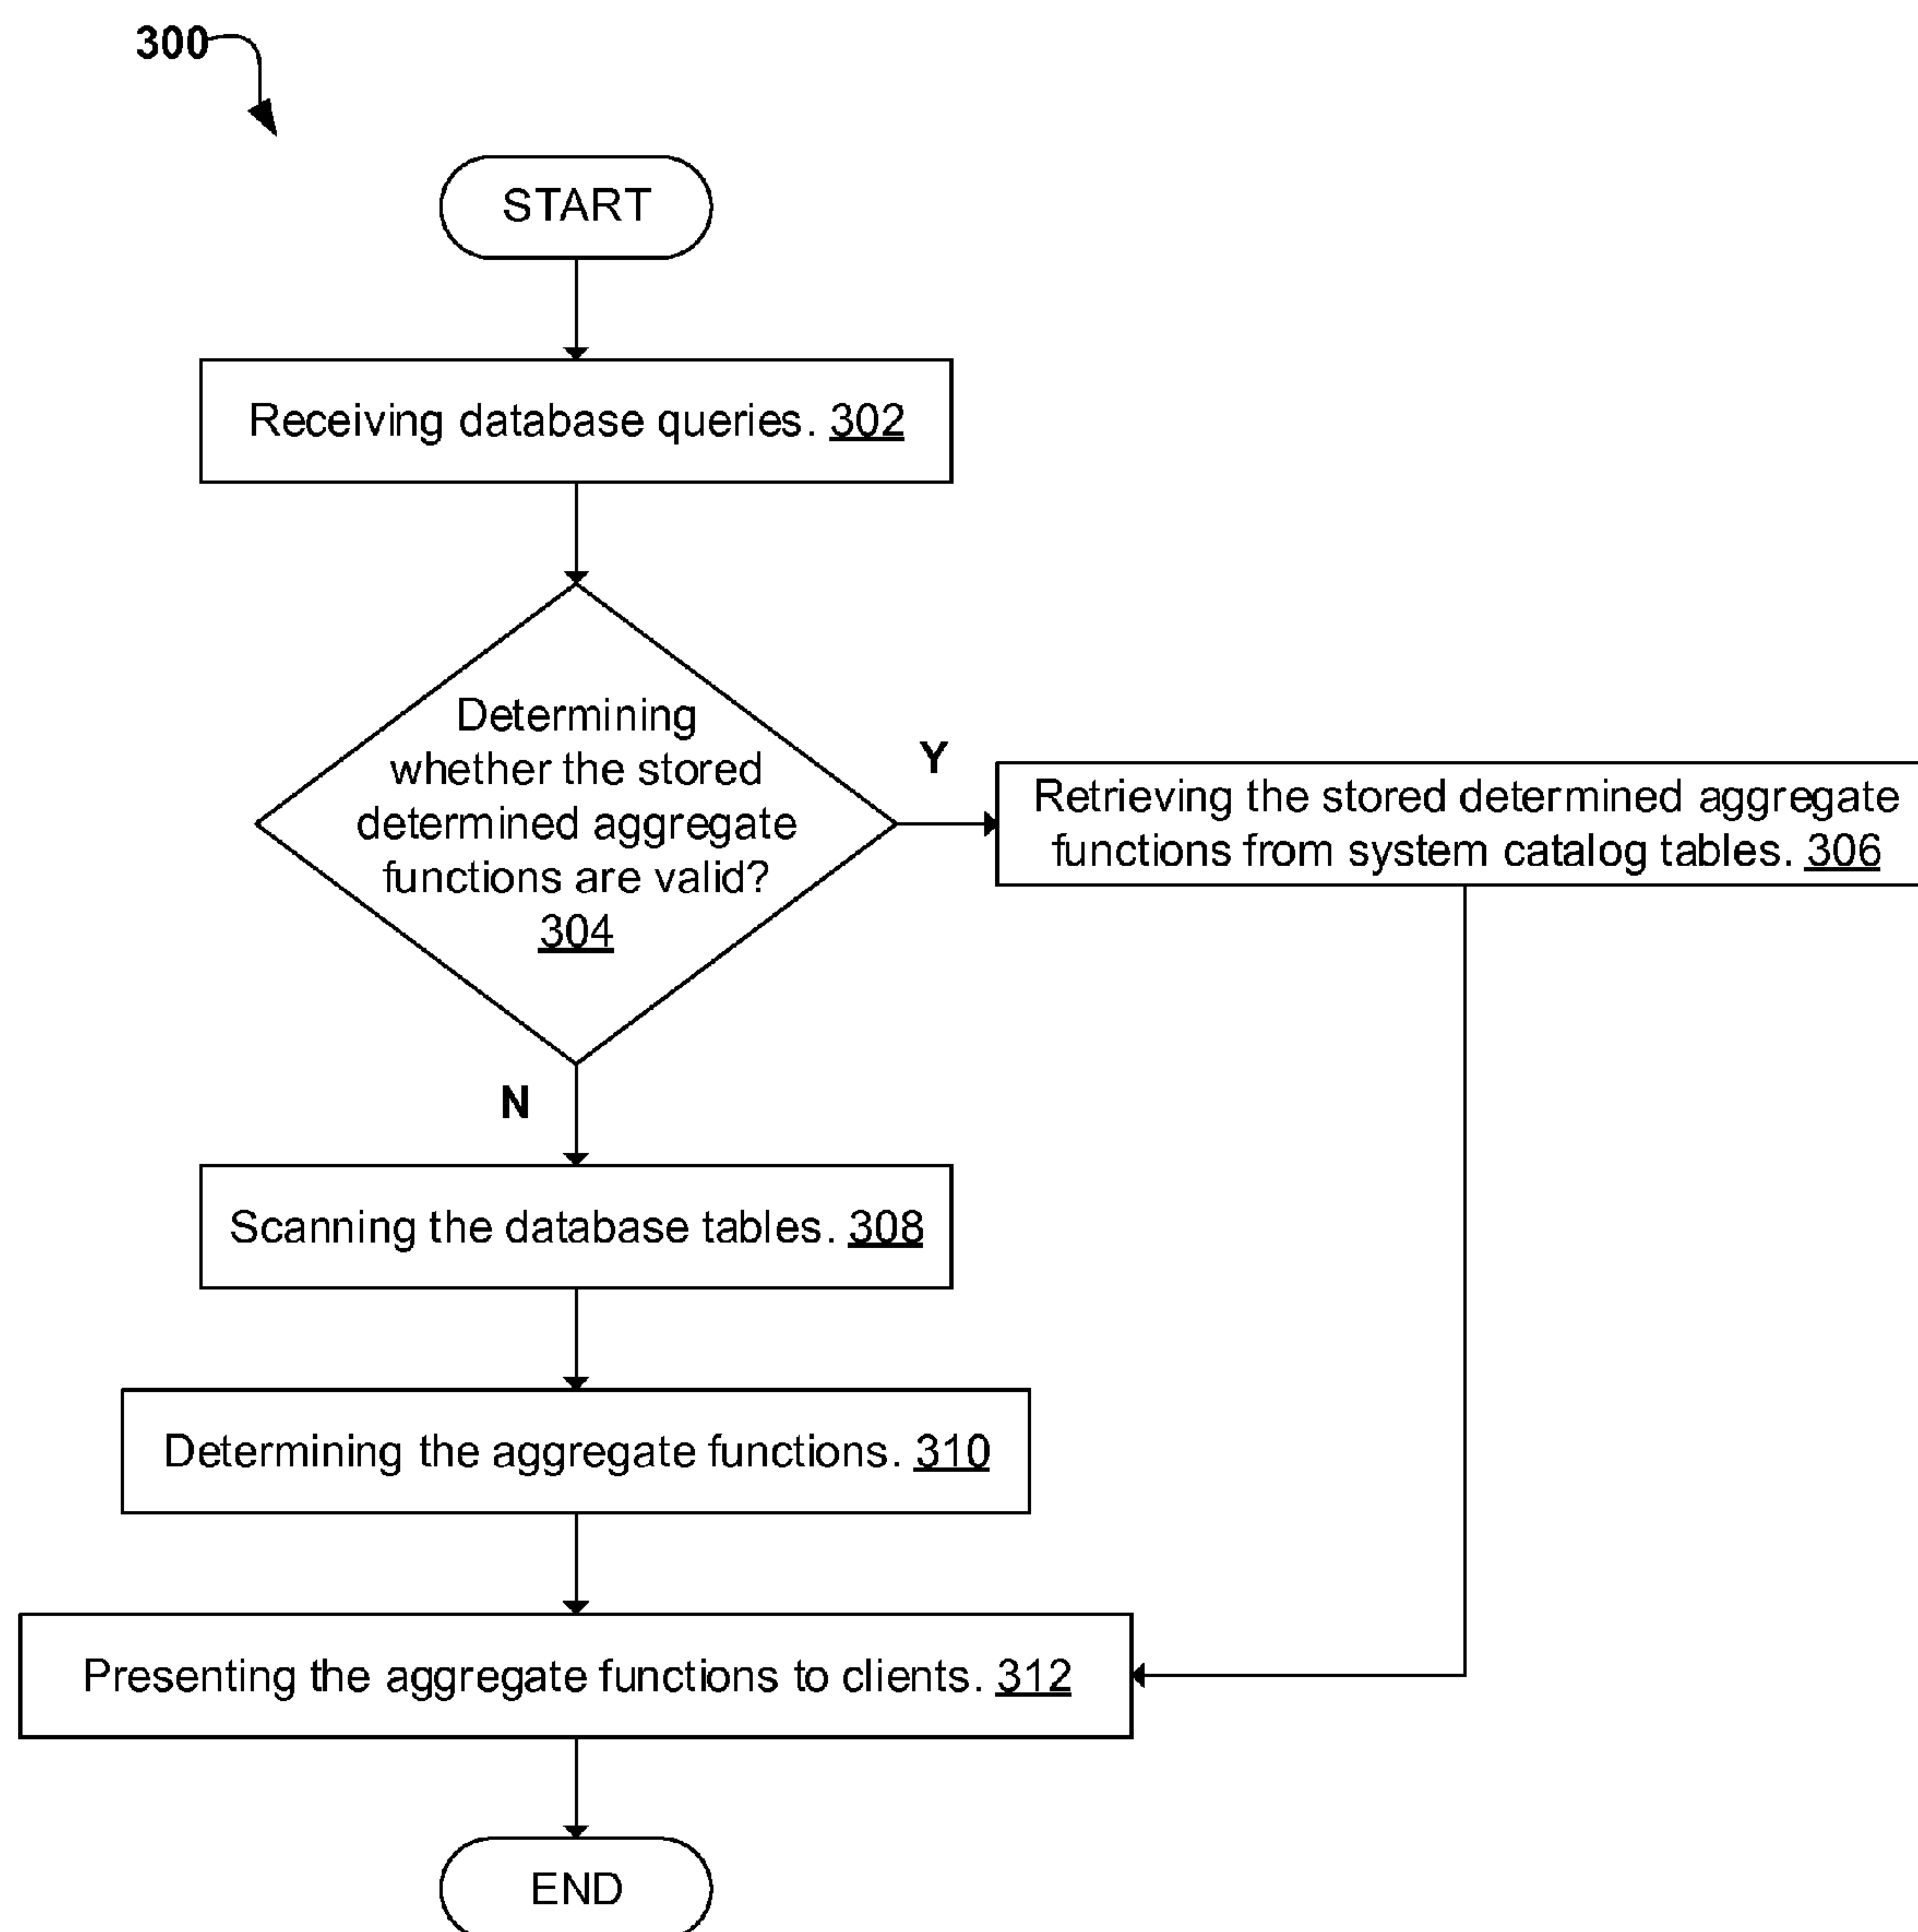 300
START
Receiving database queries. 302
Determining
whether the stored
determined aggregate
functions are valid?
304
Y
Retrieving the stored determined aggregate
functions from system catalog tables. 306
N
Scanning the database tables. 308
Determining the aggregate functions. 310
Presenting the aggregate functions to clients. 312
END